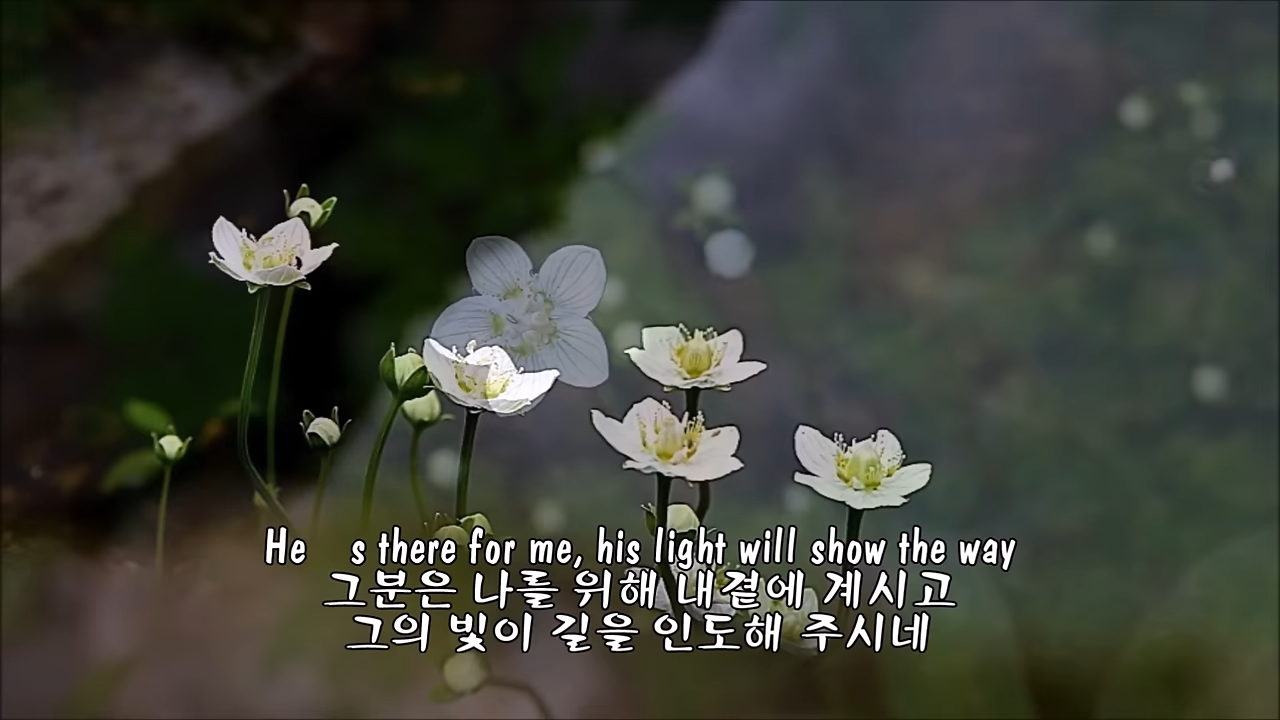 He s there for me, his light will show the way
그분은 나를 위해 내곁에 계시고
그의 빛이 길을 인도해 주시네